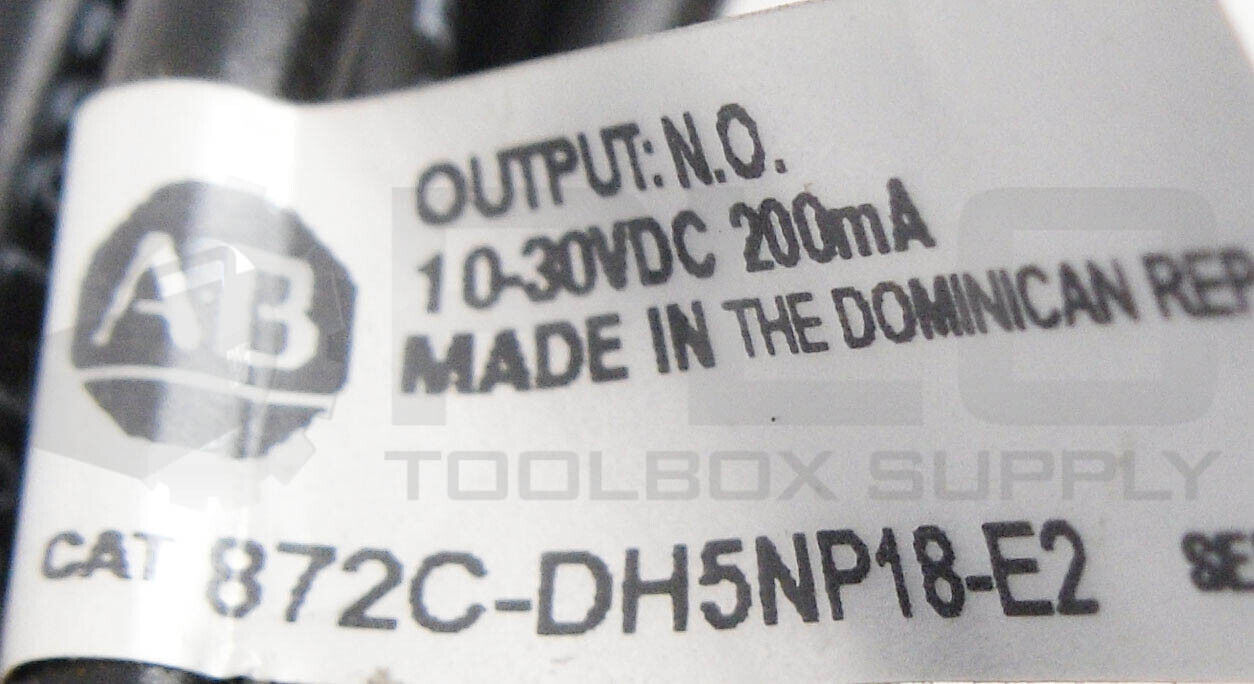 AB
OUTPUT: N.O.
10-30VDC 200mA
MADE IN THE DOMINICAN REP
TOOLBOX SUPPLY
CAT 872C-DH5NP18-E2